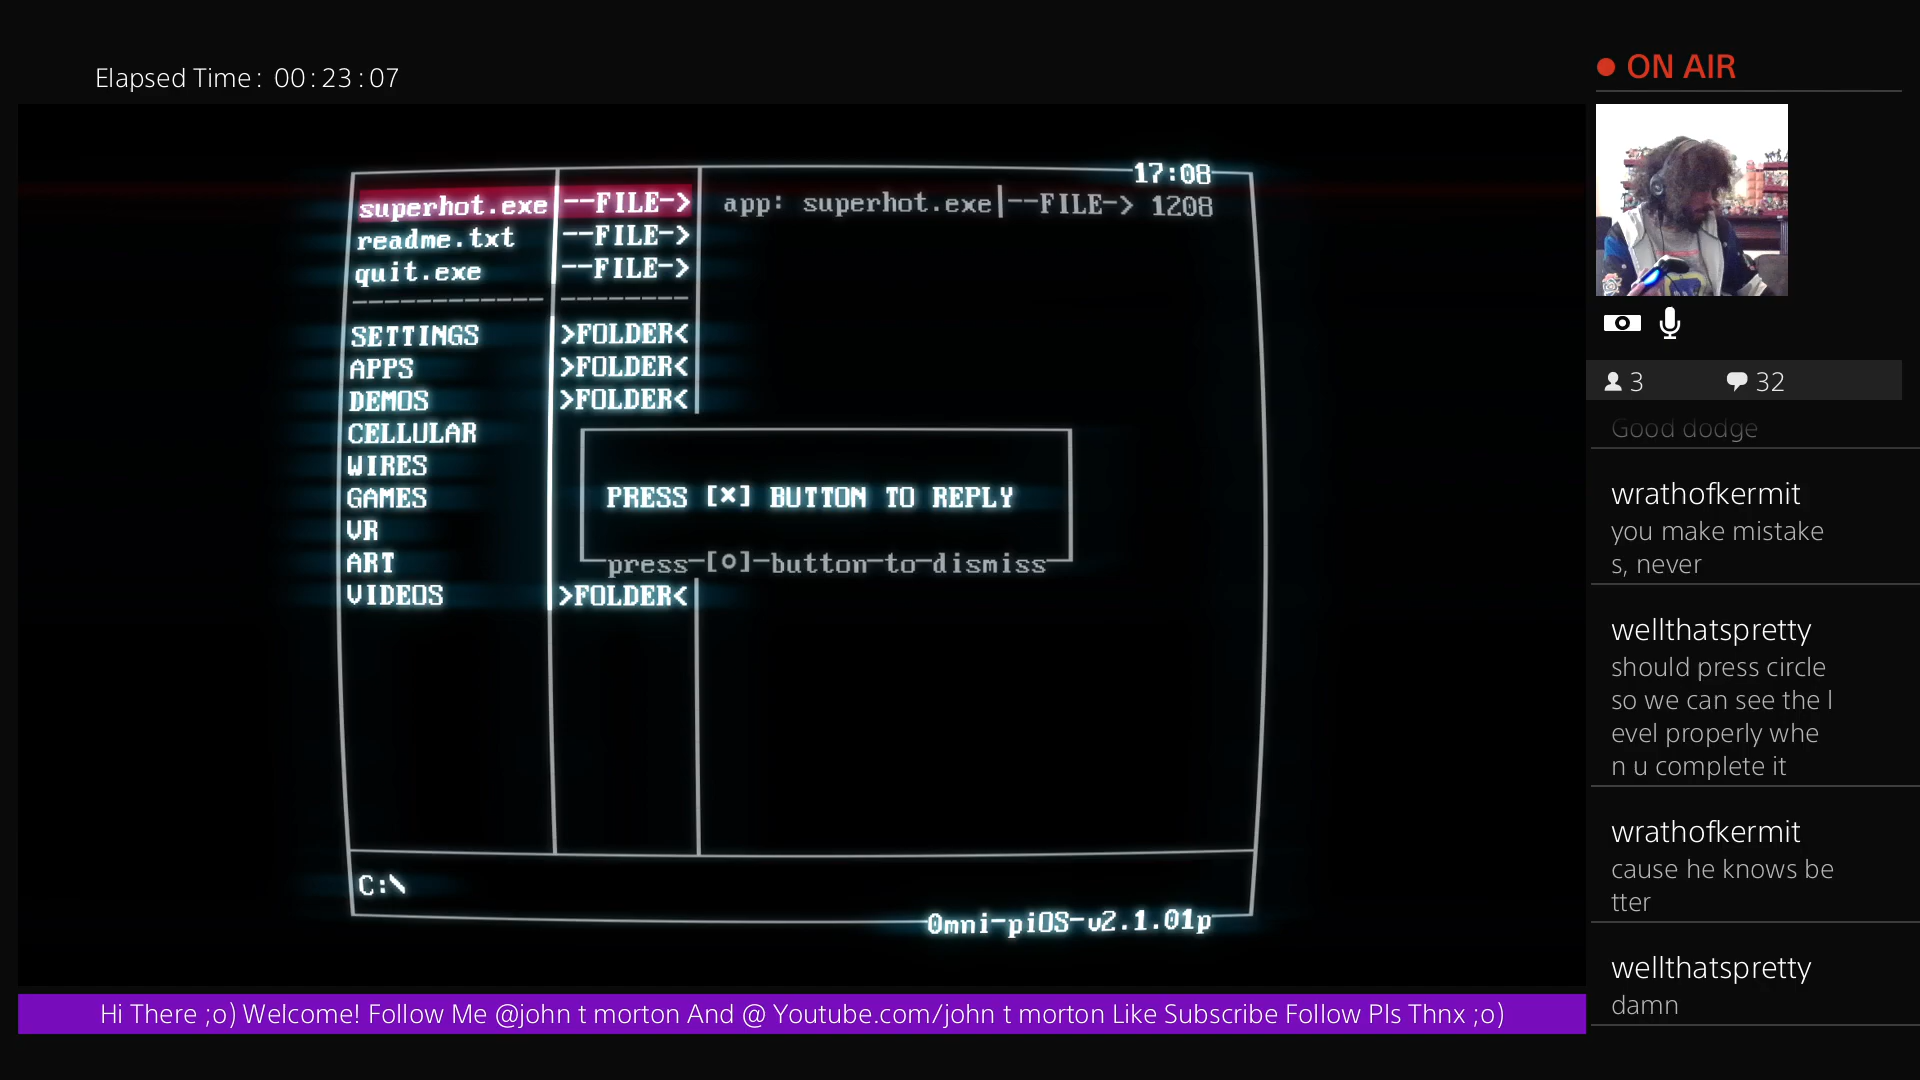 Elapsed Time: 00:23:07
ON AIR
17:08
superhot.exe --FILE-> app: superhot.exe|--FILE-> 1208
readme.txt --FILE->
quit.exe --FILE->
SETTINGS >FOLDER<
APPS >FOLDER<
DEMOS >FOLDER<
CELLULAR
WIRES
GAMES
VR
ART
VIDEOS >FOLDER<
PRESS [×] BUTTON TO REPLY
press-[O]-button-to-dismiss
C:\
0mni-piOS-v2.1.01p
3 32
Good dodge
wrathofkermit
you make mistake
s, never
wellthatspretty
should press circle
so we can see the l
evel properly whe
n u complete it
wrathofkermit
cause he knows be
tter
wellthatspretty
damn
Hi There ;o) Welcome! Follow Me @john t morton And @ Youtube.com/john t morton Like Subscribe Follow Pls Thnx ;o)